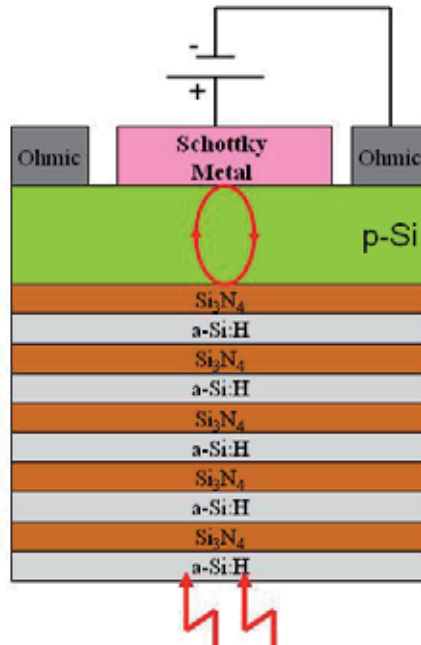 -
+
Ohmic
Schottky
Metal
Ohmic
p-Si
Si₃N₄
a-Si:H
Si₃N₄
a-Si:H
Si₃N₄
a-Si:H
Si₃N₄
a-Si:H
Si₃N₄
a-Si:H